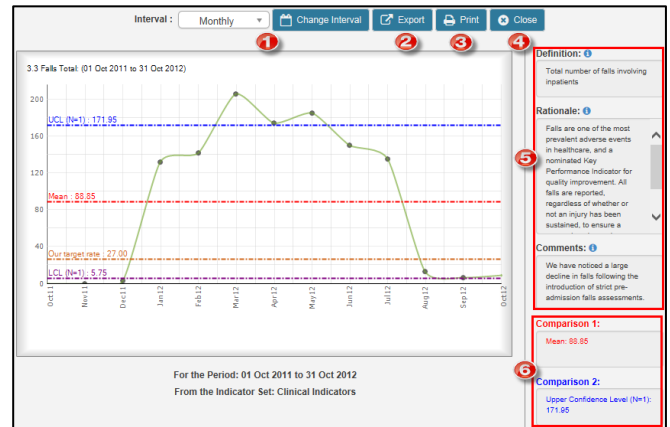 Interval :
Monthly
Change Interval
Export
Print
Close
1
2
3
4
3.3 Falls Total: (01 Oct 2011 to 31 Oct 2012)
200
160
120
80
40
0
UCL (N=1) : 171.95
Mean : 88.85
Our target rate : 27.00
LCL (N=1) : 5.75
Oct11
Nov11
Dec11
Jan12
Feb12
Mar12
Apr12
May12
Jun12
Jul12
Aug12
Sep12
Oct12
For the Period: 01 Oct 2011 to 31 Oct 2012
From the Indicator Set: Clinical Indicators
Definition:
Total number of falls involving
inpatients
Rationale:
5
Falls are one of the most
prevalent adverse events
in healthcare, and a
nominated Key
Performance Indicator for
quality improvement. All
falls are reported,
regardless of whether or
not an injury has been
sustained, to ensure a
Comments:
We have noticed a large
decline in falls following the
introduction of strict pre-
admission falls assessments.
Comparison 1:
Mean: 88.85
6
Comparison 2:
Upper Confidence Level (N=1):
171.95